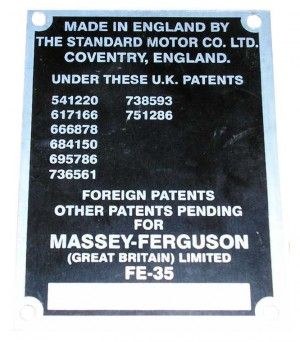 MADE IN ENGLAND BY
THE STANDARD MOTOR CO. LTD.
COVENTRY, ENGLAND.
UNDER THESE U.K. PATENTS
541220 738593
617166 751286
666878
684150
695786
736561
FOREIGN PATENTS
OTHER PATENTS PENDING
FOR
MASSEY-FERGUSON
(GREAT BRITAIN) LIMITED
FE-35